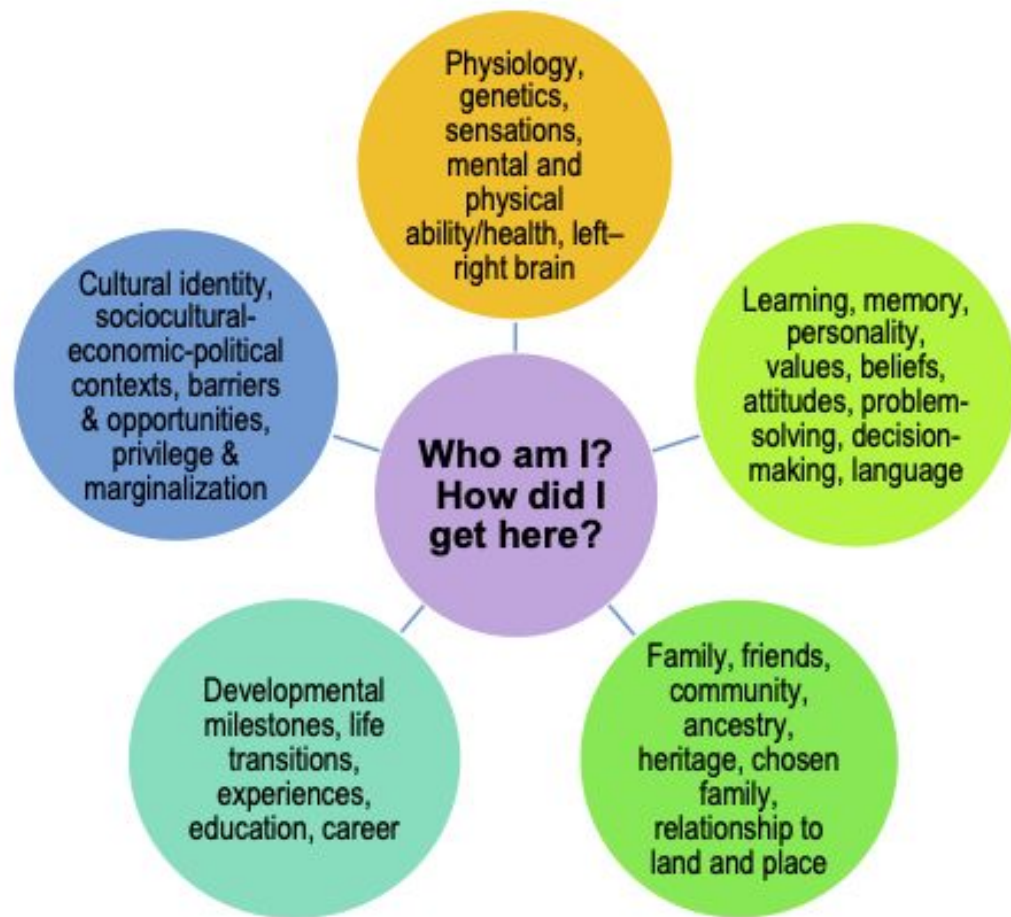 Physiology,
genetics,
sensations,
mental and
physical
ability/health, left–
right brain
Learning, memory,
personality,
values, beliefs,
attitudes, problem-
solving, decision-
making, language
Family, friends,
community,
ancestry,
heritage, chosen
family,
relationship to
land and place
Developmental
milestones, life
transitions,
experiences,
education, career
Cultural identity,
sociocultural-
economic-political
contexts, barriers
& opportunities,
privilege &
marginalization
Who am I?
How did I
get here?